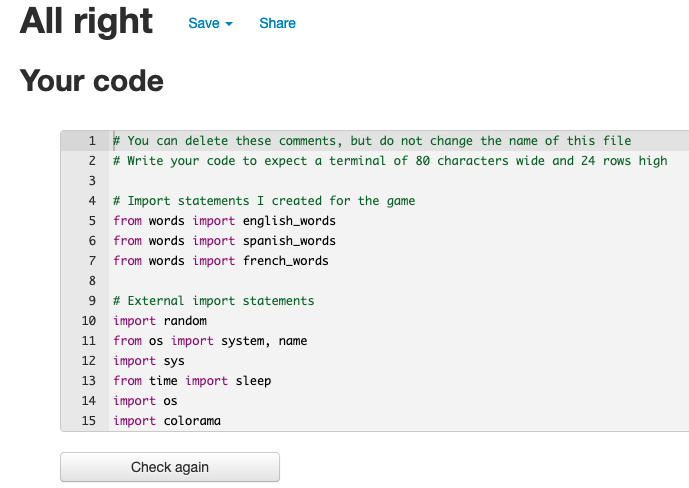 All right Save Share
Your code
1 # You can delete these comments, but do not change the name of this file
2 # Write your code to expect a terminal of 80 characters wide and 24 rows high
3
4 # Import statements I created for the game
5 from words import english_words
6 from words import spanish_words
7 from words import french_words
8
9 # External import statements
10 import random
11 from os import system, name
12 import sys
13 from time import sleep
14 import os
15 import colorama
Check again